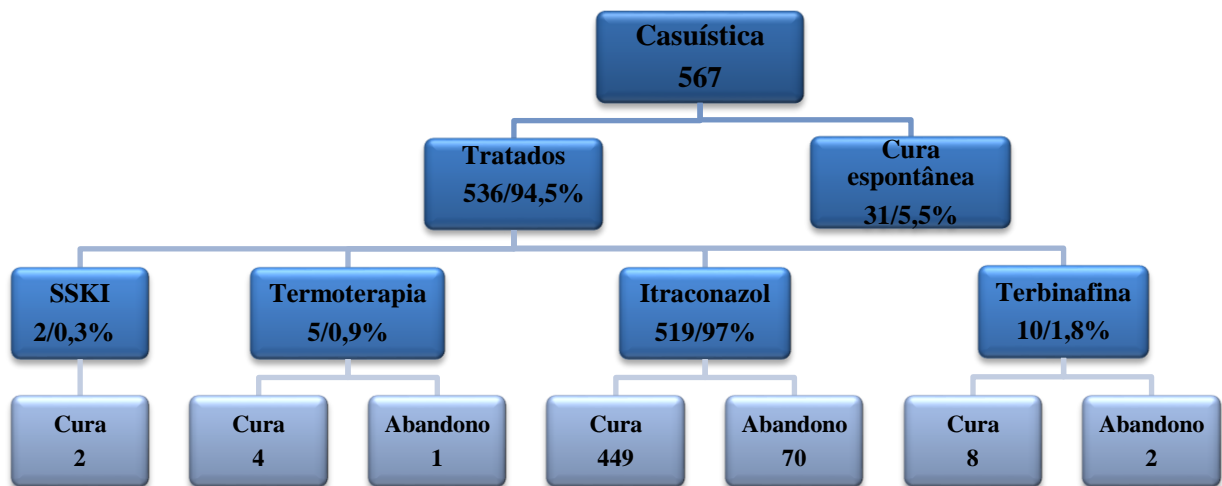 Casuística
567
Tratados
536/94,5%
Cura
espontânea
31/5,5%
SSKI
2/0,3%
Termoterapia
5/0,9%
Itraconazol
519/97%
Terbinafina
10/1,8%
Cura
2
Cura
4
Abandono
1
Cura
449
Abandono
70
Cura
8
Abandono
2